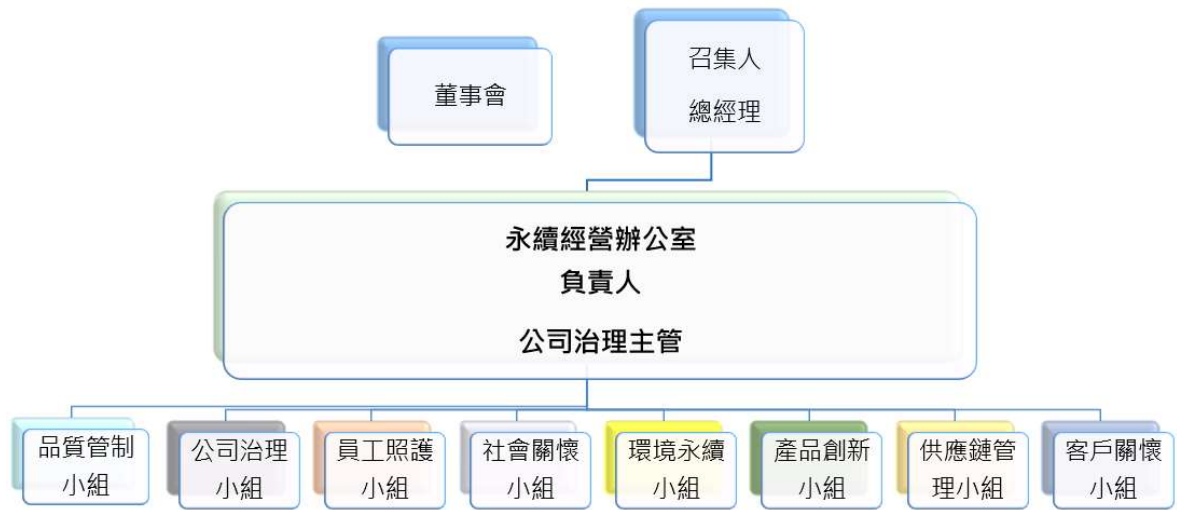 董事會
召集人
總經理
永續經營辦公室
負責人
公司治理主管
品質管制
小組
公司治理
小組
員工照護
小組
社會關懷
小組
環境永續
小組
產品創新
小組
供應鏈管
理小組
客戶關懷
小組